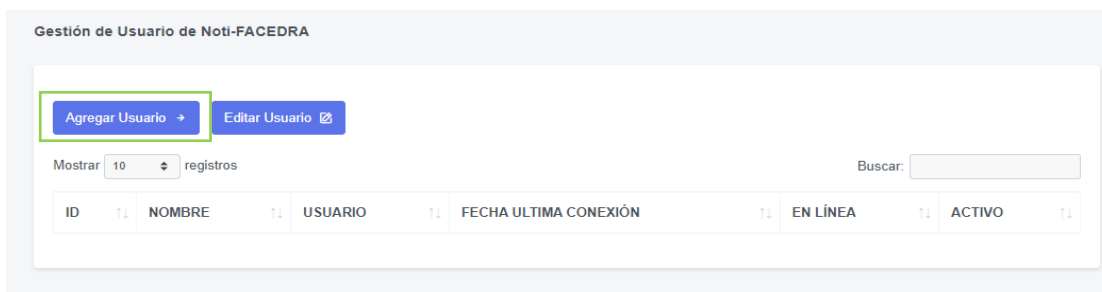 Gestión de Usuario de Noti-FACEDRA
Agregar Usuario Editar Usuario
Mostrar 10 registros Buscar:
ID NOMBRE USUARIO FECHA ULTIMA CONEXIÓN EN LÍNEA ACTIVO